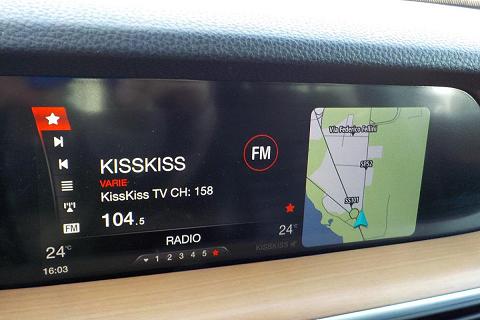 KISSKISS
VARIE
KissKiss TV CH: 158
104.5
FM
FM
RADIO
1 2 3 4 5
24°C
16:03
24°C
KISSKISS
Via Federico Fellini
SP52